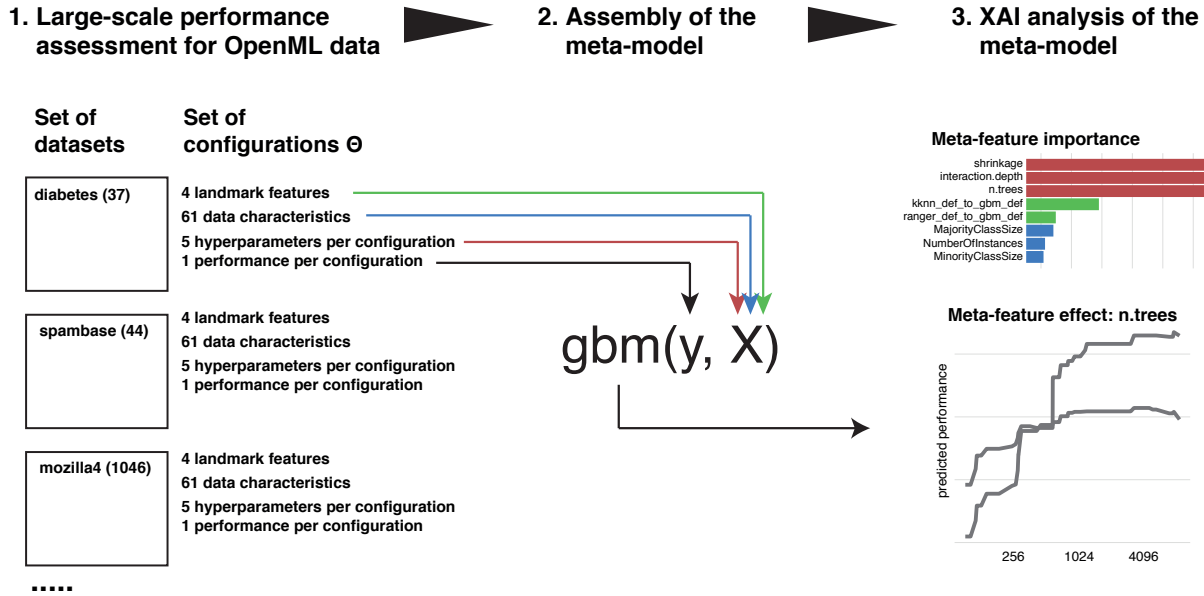 1. Large-scale performance
assessment for OpenML data
2. Assembly of the
meta-model
3. XAI analysis of the
meta-model
Set of
datasets
Set of
configurations Θ
diabetes (37)
4 landmark features
61 data characteristics
5 hyperparameters per configuration
1 performance per configuration
spambase (44)
4 landmark features
61 data characteristics
5 hyperparameters per configuration
1 performance per configuration
mozilla4 (1046)
4 landmark features
61 data characteristics
5 hyperparameters per configuration
1 performance per configuration
.....
gbm(y, X)
Meta-feature importance
shrinkage
interaction.depth
n.trees
kknn_def_to_gbm_def
ranger_def_to_gbm_def
MajorityClassSize
NumberOfInstances
MinorityClassSize
Meta-feature effect: n.trees
predicted performance
256 1024 4096